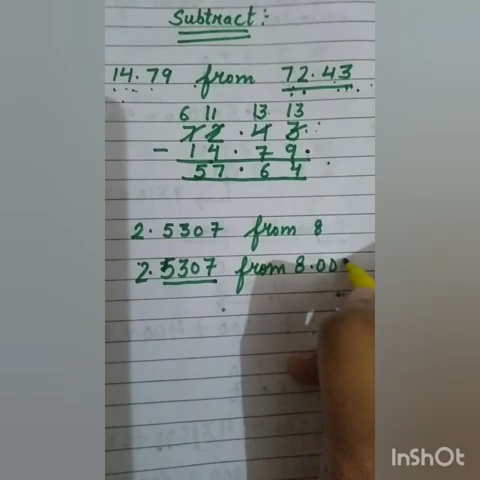 Subtract:-
14.79 from 72.43
6 11 13 13
72.43
- 14.79.
57.64
2.5307 from 8
2.5307 from 8.00
InShOt